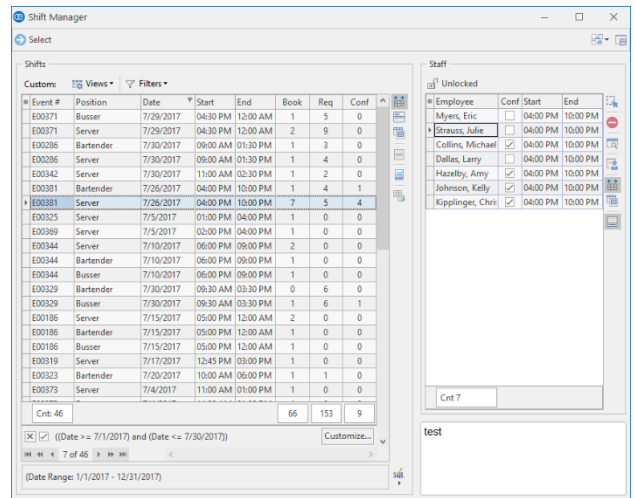 Shift Manager
Select
Shifts
Custom: Views Filters
Event # Position Date Start End Book Req Conf
E00371 Busser 7/29/2017 04:30 PM 12:00 AM 1 5 0
E00371 Server 7/29/2017 04:30 PM 12:00 AM 2 9 0
E00286 Bartender 7/30/2017 09:00 AM 01:30 PM 1 3 0
E00286 Server 7/30/2017 09:00 AM 01:30 PM 1 4 0
E00342 Server 7/30/2017 11:00 AM 02:30 PM 1 2 0
E00381 Bartender 7/26/2017 04:00 PM 10:00 PM 1 4 1
E00381 Server 7/26/2017 04:00 PM 10:00 PM 7 5 4
E00325 Server 7/5/2017 01:00 PM 04:00 PM 1 0 0
E00369 Server 7/5/2017 02:00 PM 04:00 PM 1 0 0
E00344 Server 7/10/2017 06:00 PM 09:00 PM 2 0 0
E00344 Bartender 7/10/2017 06:00 PM 09:00 PM 1 0 0
E00344 Busser 7/10/2017 06:00 PM 09:00 PM 1 0 0
E00329 Bartender 7/30/2017 09:30 AM 03:30 PM 0 6 0
E00329 Busser 7/30/2017 09:30 AM 03:30 PM 1 6 1
E00186 Server 7/15/2017 05:00 PM 12:00 AM 2 0 0
E00186 Bartender 7/15/2017 05:00 PM 12:00 AM 1 0 0
E00186 Busser 7/15/2017 05:00 PM 12:00 AM 1 0 0
E00319 Server 7/17/2017 12:45 PM 03:00 PM 1 0 0
E00323 Bartender 7/20/2017 10:00 AM 06:00 PM 1 1 0
E00373 Server 7/4/2017 11:00 AM 01:00 PM 1 0 0
Cnt: 46 66 153 9
((Date >= 7/1/2017) and (Date <= 7/30/2017)) Customize...
7 of 46
(Date Range: 1/1/2017 - 12/31/2017)
SQL
Staff
Unlocked
Employee Conf Start End
Myers, Eric 04:00 PM 10:00 PM
Strauss, Julie 04:00 PM 10:00 PM
Collins, Michael 04:00 PM 10:00 PM
Dallas, Larry 04:00 PM 10:00 PM
Hazelby, Amy 04:00 PM 10:00 PM
Johnson, Kelly 04:00 PM 10:00 PM
Kipplinger, Chri 04:00 PM 10:00 PM
Cnt 7
test